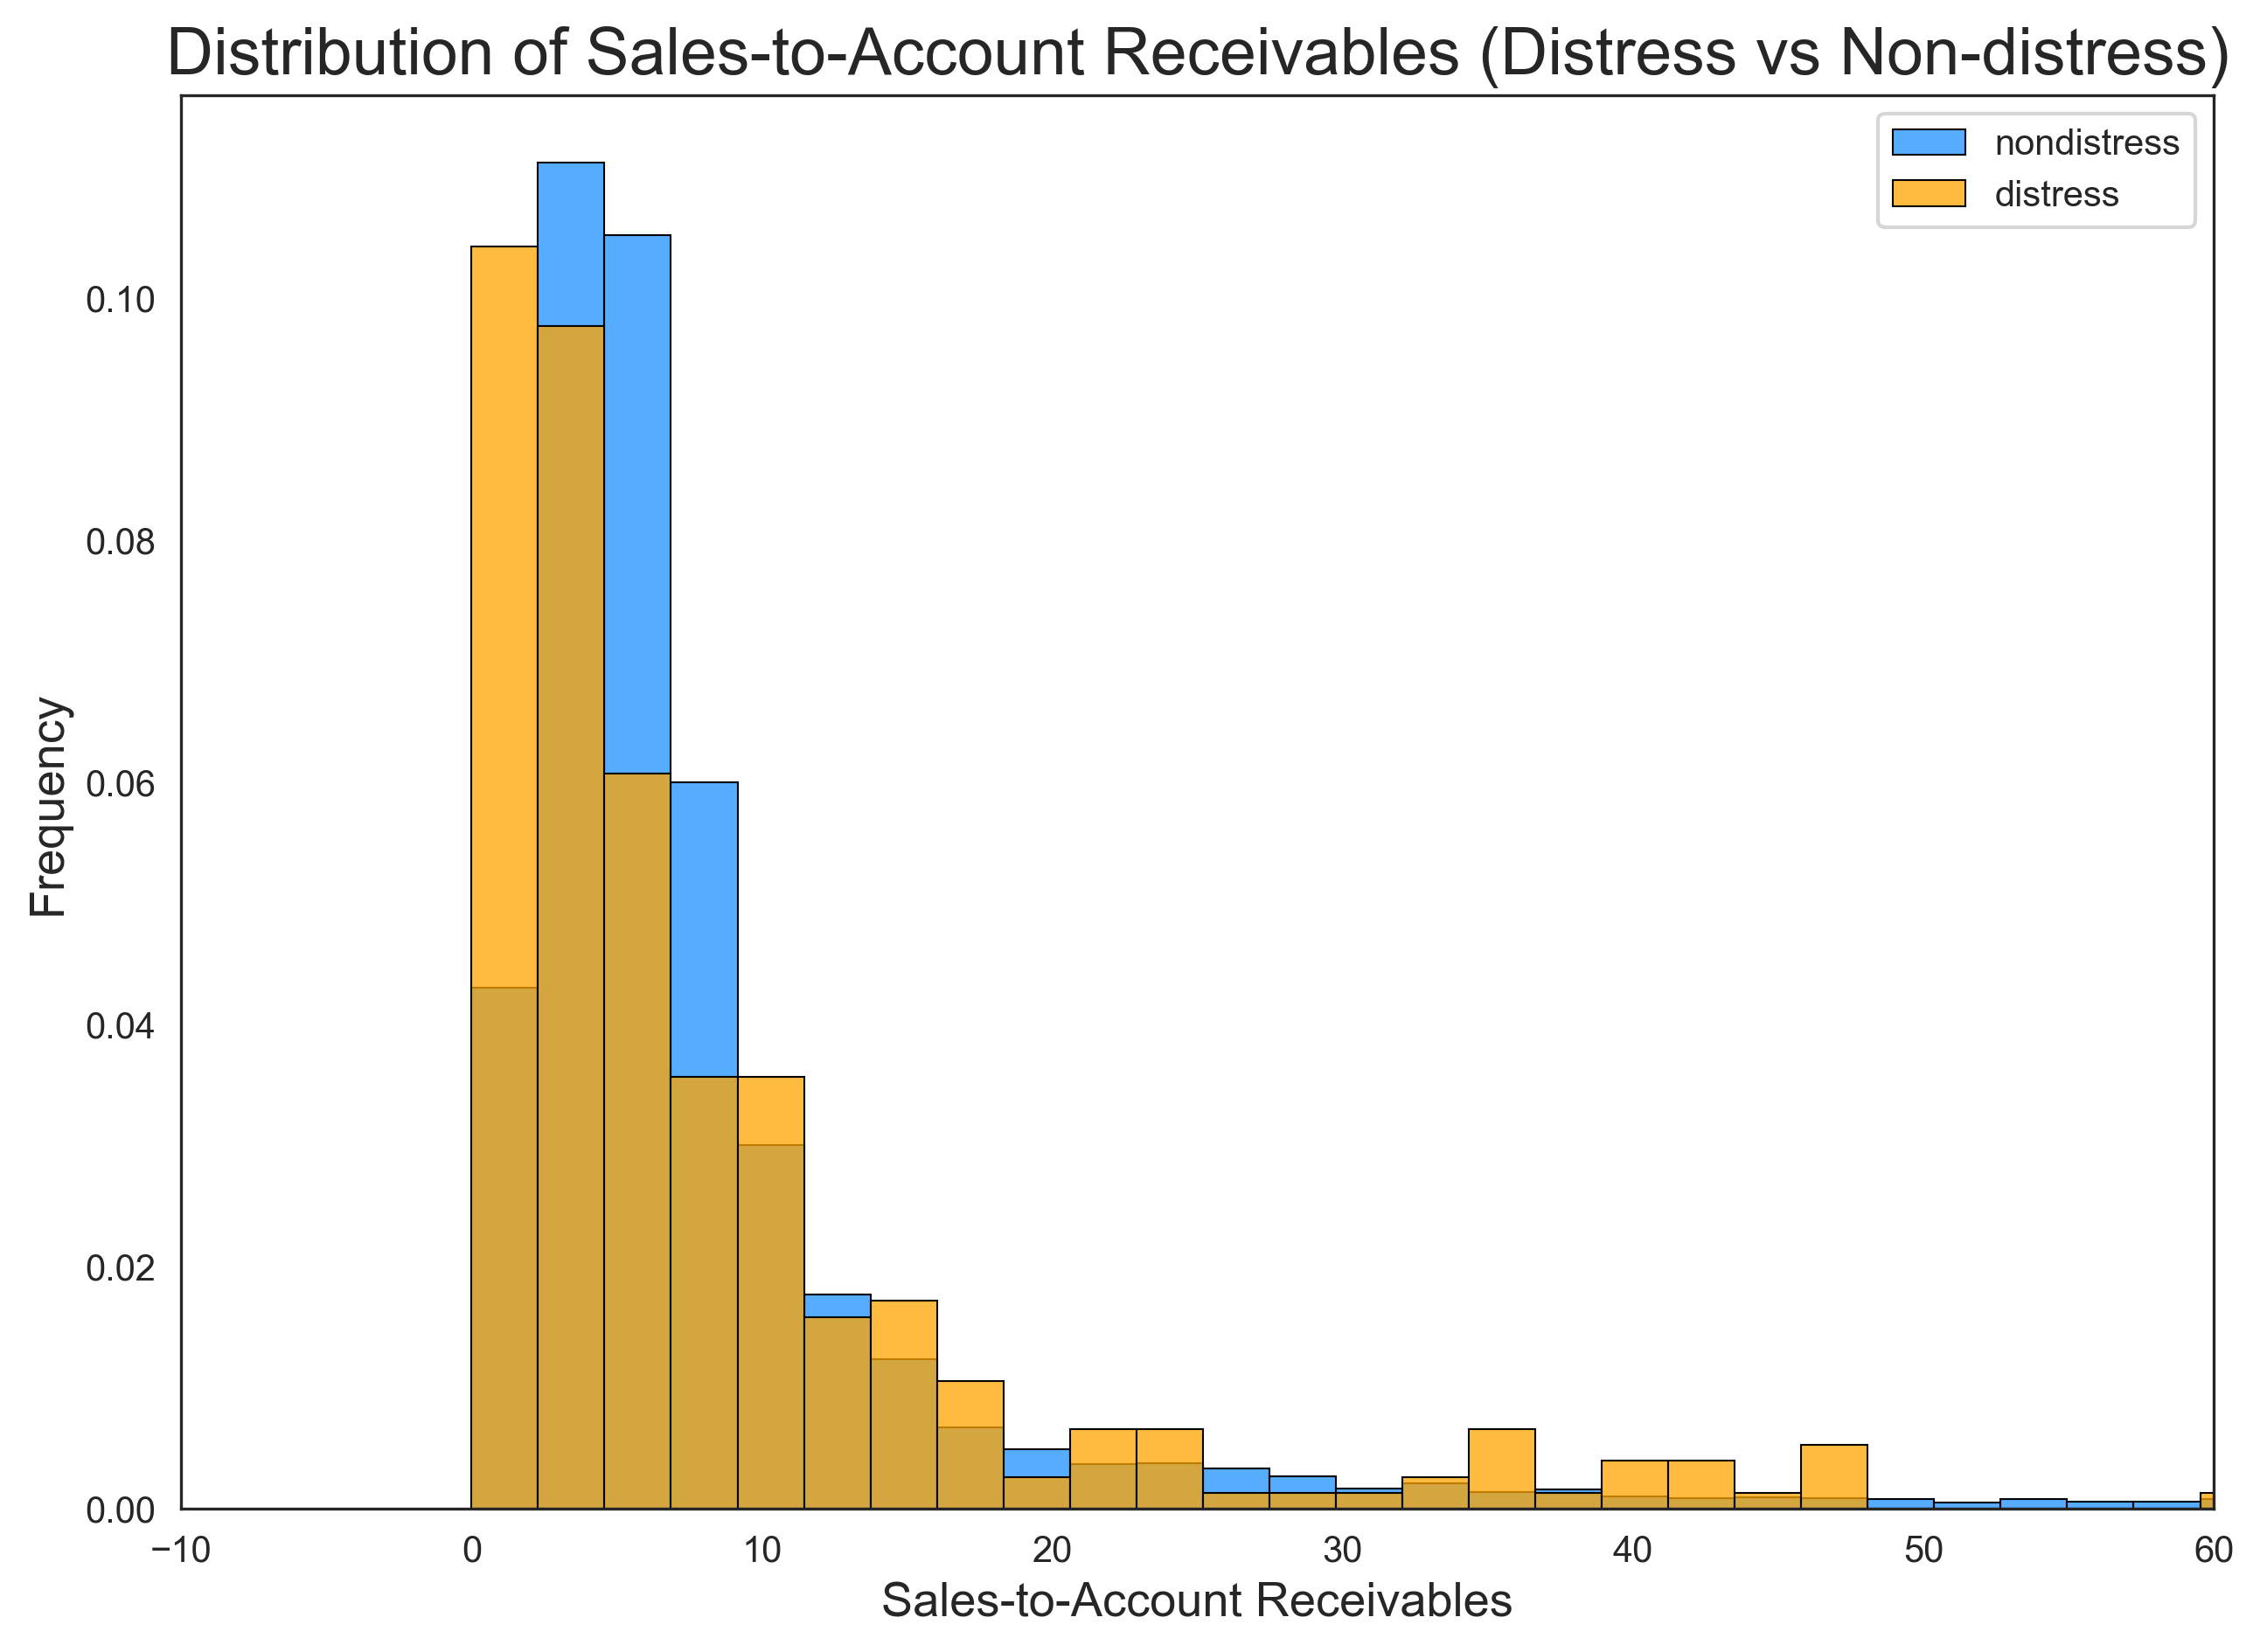 Distribution of Sales-to-Account Receivables (Distress vs Non-distress)
nondistress
distress
Frequency
0.10
0.08
0.06
0.04
0.02
0.00
−10 0 10 20 30 40 50 60
Sales-to-Account Receivables